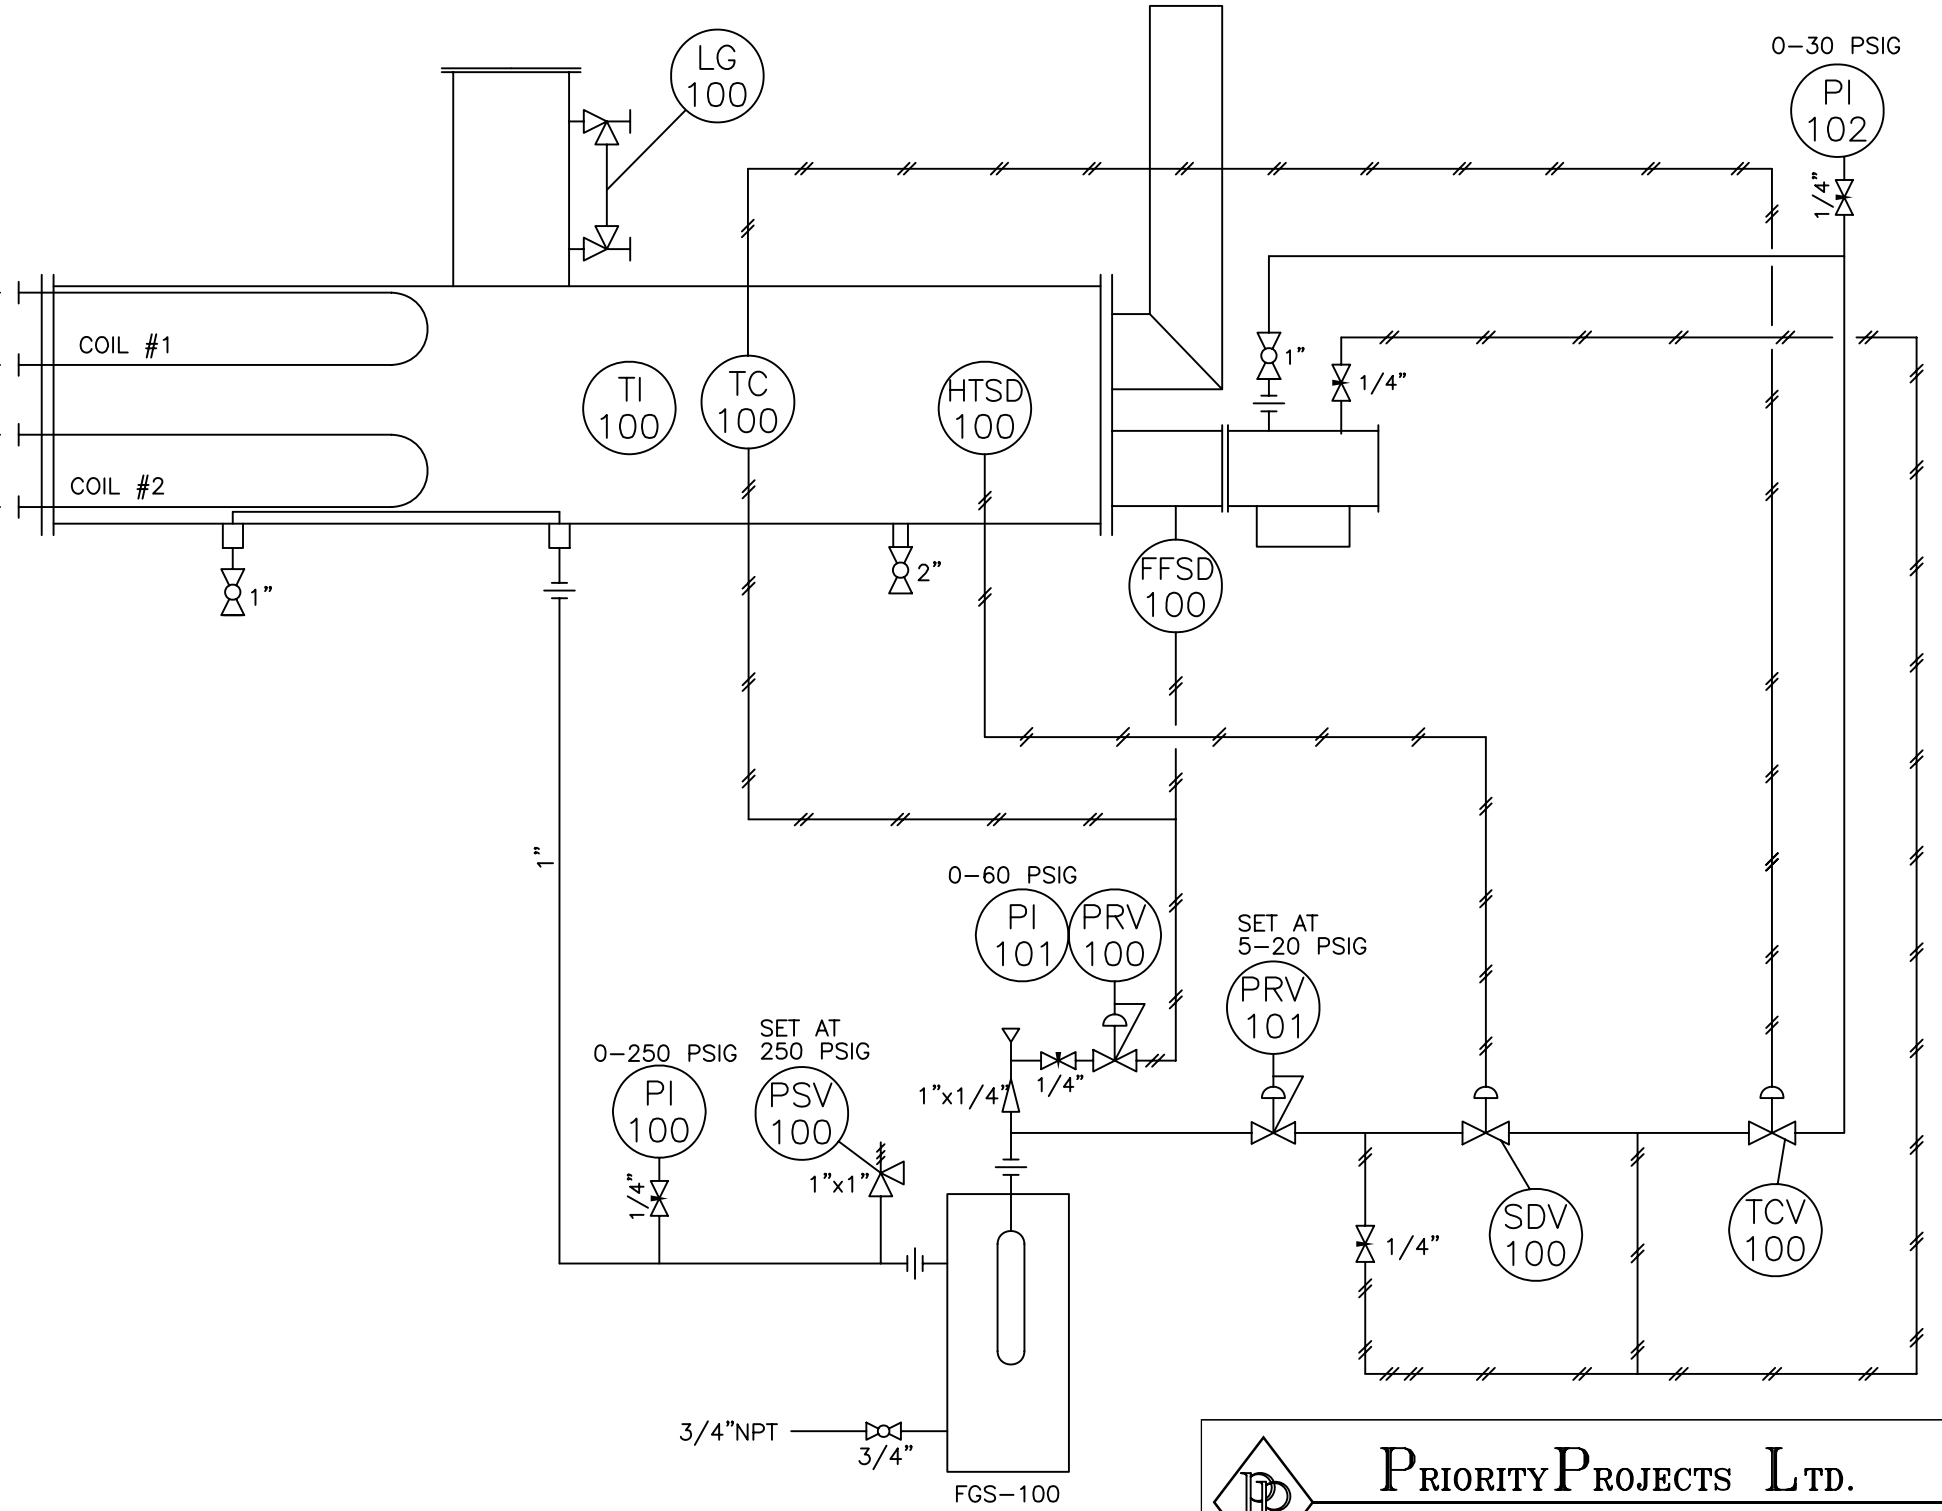 LG
100
0-30 PSIG
PI
102
1/4"
COIL #1
TI
100
TC
100
HTSD
100
1"
1/4"
COIL #2
1"
2"
FFSD
100
1"
0-60 PSIG
PI
101
PRV
100
SET AT
5-20 PSIG
PRV
101
0-250 PSIG
PI
100
SET AT
250 PSIG
PSV
100
1"x1/4"
1/4"
1/4"
1"x1"
1/4"
SDV
100
TCV
100
3/4"NPT
3/4"
FGS-100
PRIORITY PROJECTS LTD.